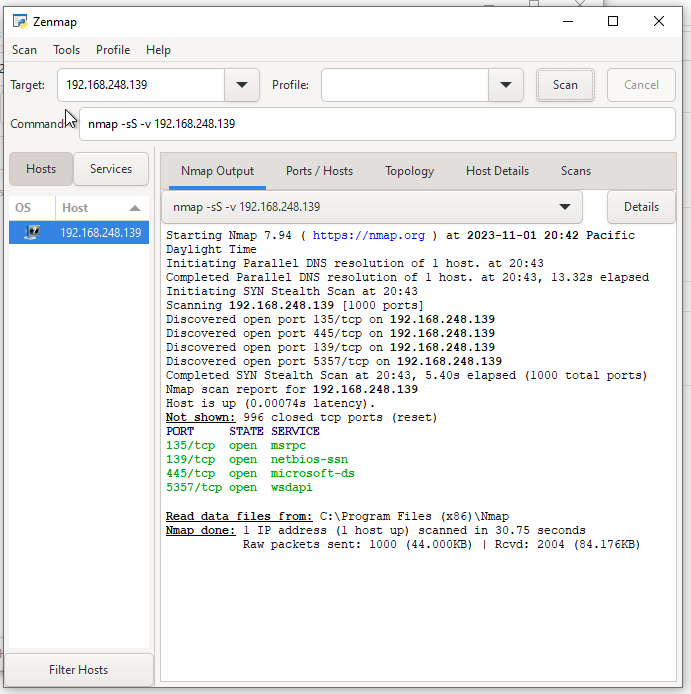 Zenmap
Scan Tools Profile Help
Target: 192.168.248.139 Profile: Scan Cancel
Command: nmap -sS -v 192.168.248.139
Hosts Services
Nmap Output Ports / Hosts Topology Host Details Scans
OS Host
192.168.248.139
nmap -sS -v 192.168.248.139 Details
Starting Nmap 7.94 ( https://nmap.org ) at 2023-11-01 20:42 Pacific
Daylight Time
Initiating Parallel DNS resolution of 1 host. at 20:43
Completed Parallel DNS resolution of 1 host. at 20:43, 13.32s elapsed
Initiating SYN Stealth Scan at 20:43
Scanning 192.168.248.139 [1000 ports]
Discovered open port 135/tcp on 192.168.248.139
Discovered open port 445/tcp on 192.168.248.139
Discovered open port 139/tcp on 192.168.248.139
Discovered open port 5357/tcp on 192.168.248.139
Completed SYN Stealth Scan at 20:43, 5.40s elapsed (1000 total ports)
Nmap scan report for 192.168.248.139
Host is up (0.00074s latency).
Not shown: 996 closed tcp ports (reset)
PORT STATE SERVICE
135/tcp open msrpc
139/tcp open netbios-ssn
445/tcp open microsoft-ds
5357/tcp open wsdapi
Read data files from: C:\Program Files (x86)\Nmap
Nmap done: 1 IP address (1 host up) scanned in 30.75 seconds
Raw packets sent: 1000 (44.000KB) | Rcvd: 2004 (84.176KB)
Filter Hosts